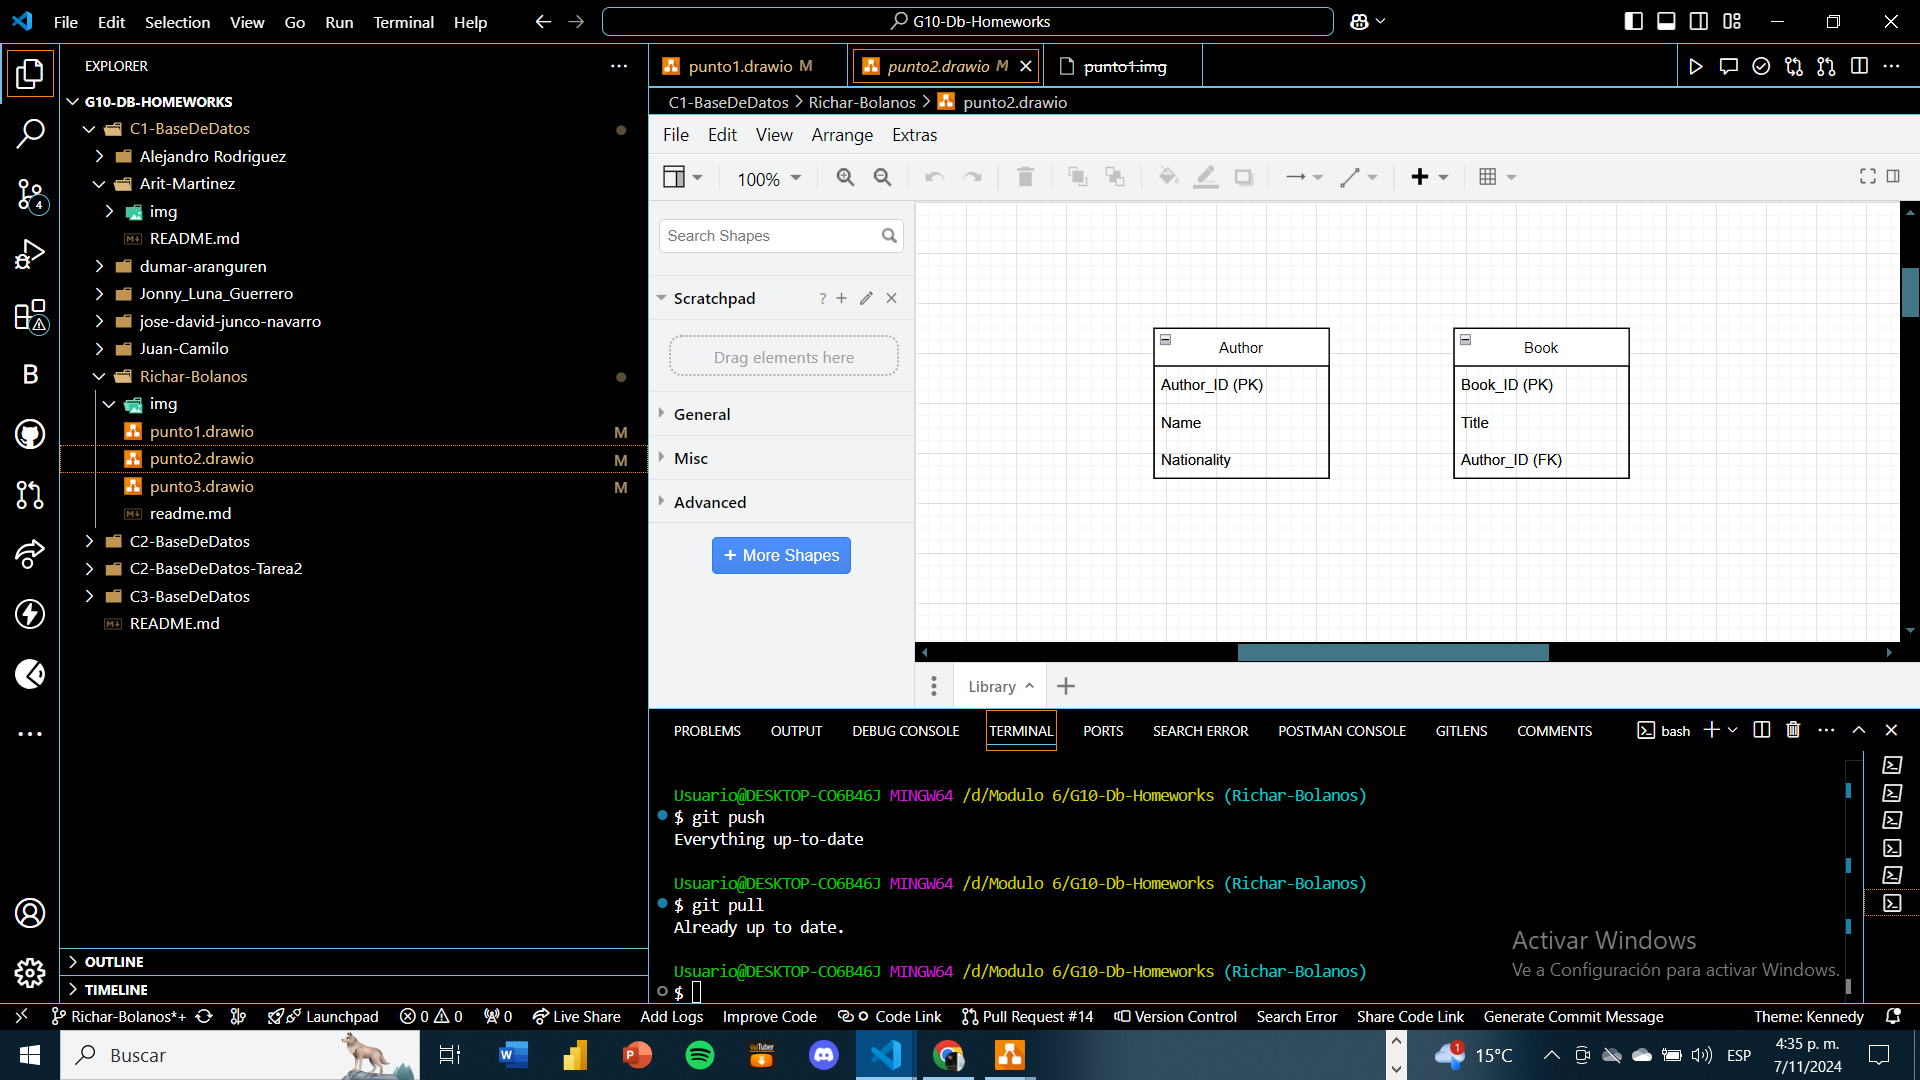 File Edit Selection View Go Run Terminal Help
G10-Db-Homeworks
EXPLORER
G10-DB-HOMEWORKS
C1-BaseDeDatos
Alejandro Rodriguez
Arit-Martinez
img
README.md
dumar-aranguren
Jonny_Luna_Guerrero
jose-david-junco-navarro
Juan-Camilo
Richar-Bolanos
img
punto1.drawio M
punto2.drawio M
punto3.drawio M
readme.md
C2-BaseDeDatos
C2-BaseDeDatos-Tarea2
C3-BaseDeDatos
README.md
OUTLINE
TIMELINE
4
B
punto1.drawio M
punto2.drawio M
punto1.img
C1-BaseDeDatos > Richar-Bolanos > punto2.drawio
File Edit View Arrange Extras
100%
Search Shapes
Scratchpad
?
Drag elements here
General
Misc
Advanced
+ More Shapes
Author
Author_ID (PK)
Name
Nationality
Book
Book_ID (PK)
Title
Author_ID (FK)
Library
PROBLEMS OUTPUT DEBUG CONSOLE TERMINAL PORTS SEARCH ERROR POSTMAN CONSOLE GITLENS COMMENTS
bash
Usuario@DESKTOP-CO6B46J MINGW64 /d/Modulo 6/G10-Db-Homeworks (Richar-Bolanos)
$ git push
Everything up-to-date
Usuario@DESKTOP-CO6B46J MINGW64 /d/Modulo 6/G10-Db-Homeworks (Richar-Bolanos)
$ git pull
Already up to date.
Usuario@DESKTOP-CO6B46J MINGW64 /d/Modulo 6/G10-Db-Homeworks (Richar-Bolanos)
$
Activar Windows
Ve a Configuración para activar Windows.
Richar-Bolanos*+ Launchpad 0 0 0 Live Share Add Logs Improve Code Code Link Pull Request #14 Version Control Search Error Share Code Link Generate Commit Message Theme: Kennedy
Buscar
1
15°C
ESP
4:35 p. m.
7/11/2024